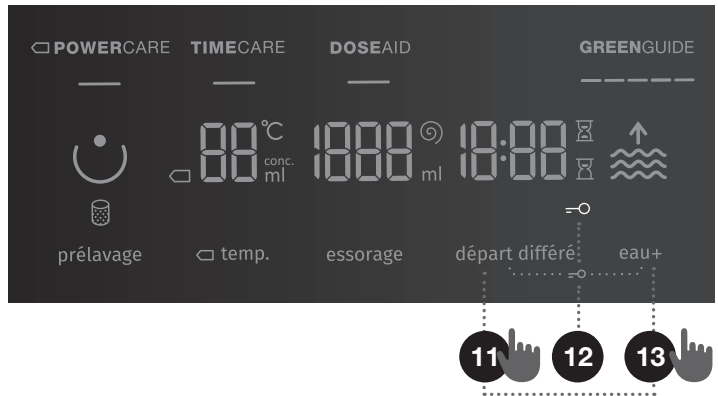 POWERCARE TIMECARE DOSEAID GREENGUIDE
88 °C conc. ml 1888 ml 18:88
prélavage temp. essorage départ différé eau+
11 12 13